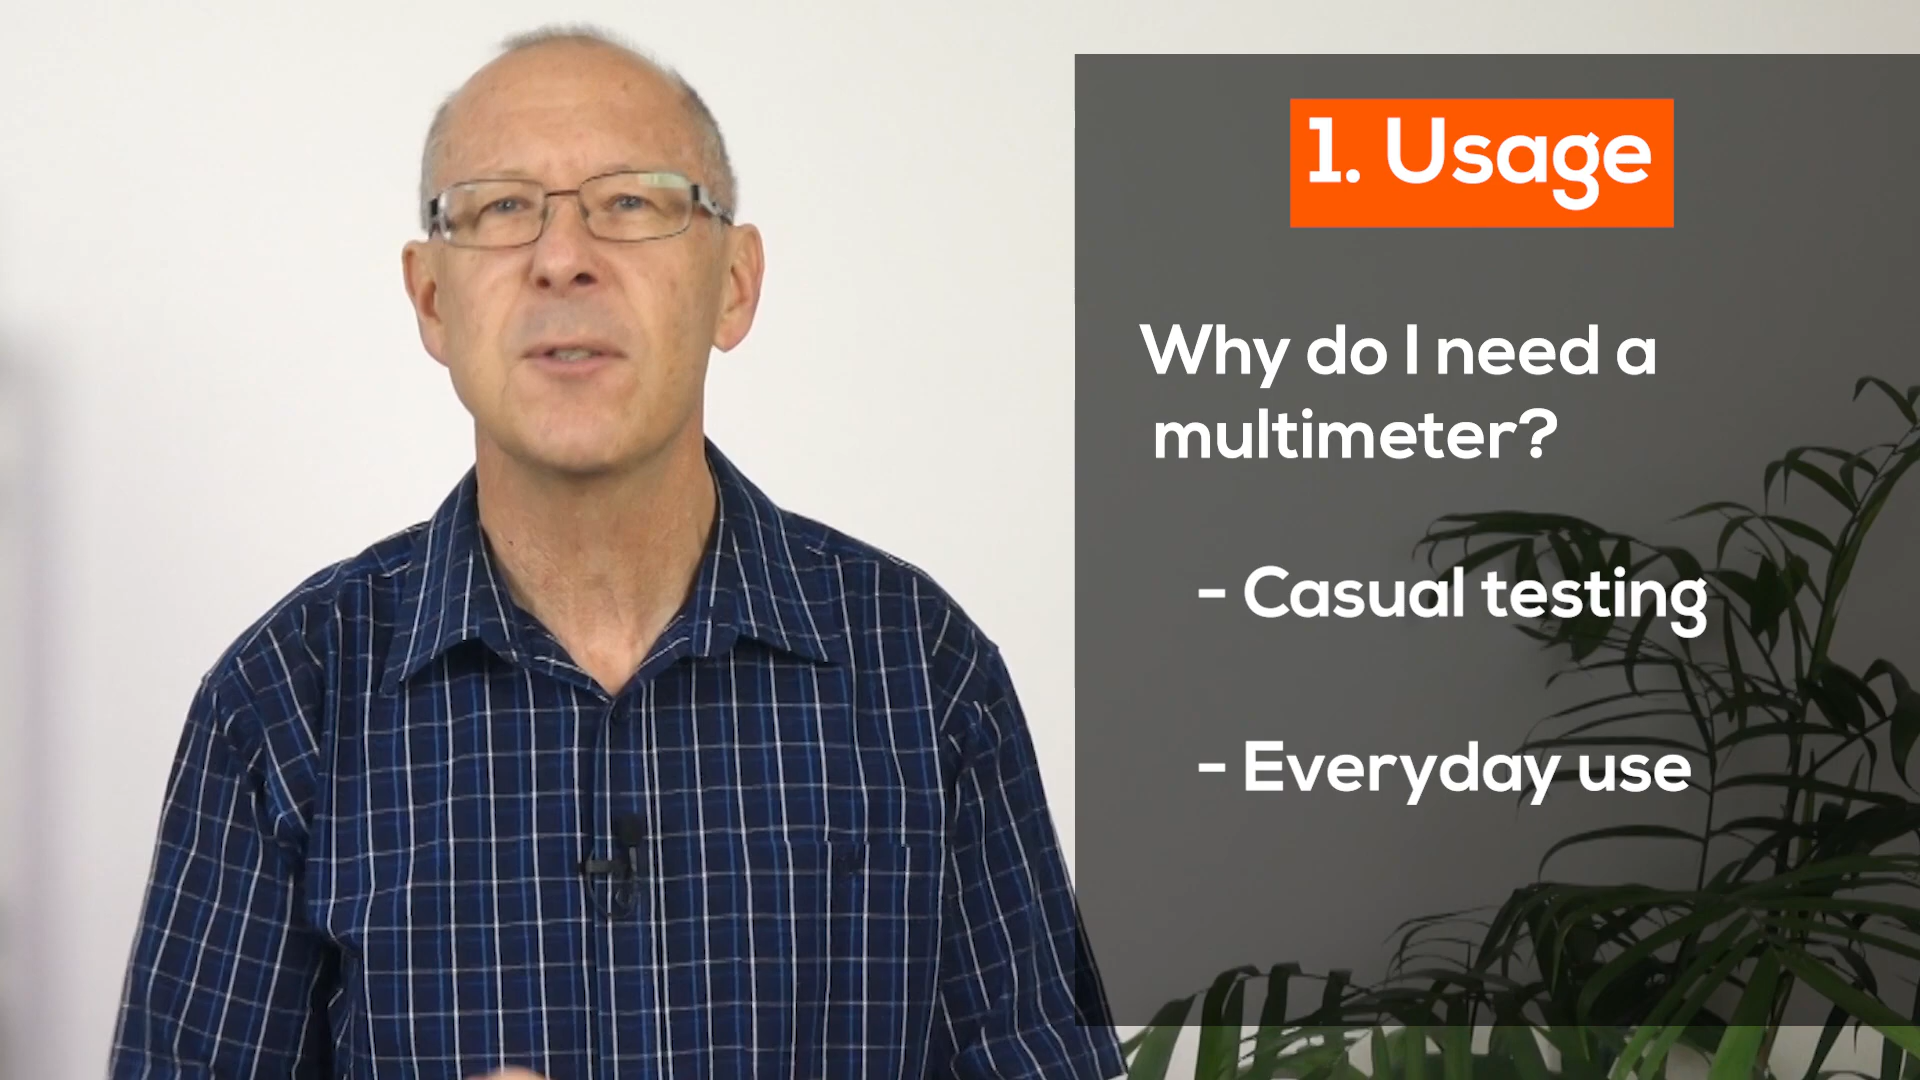 1. Usage
Why do I need a
multimeter?
- Casual testing
- Everyday use